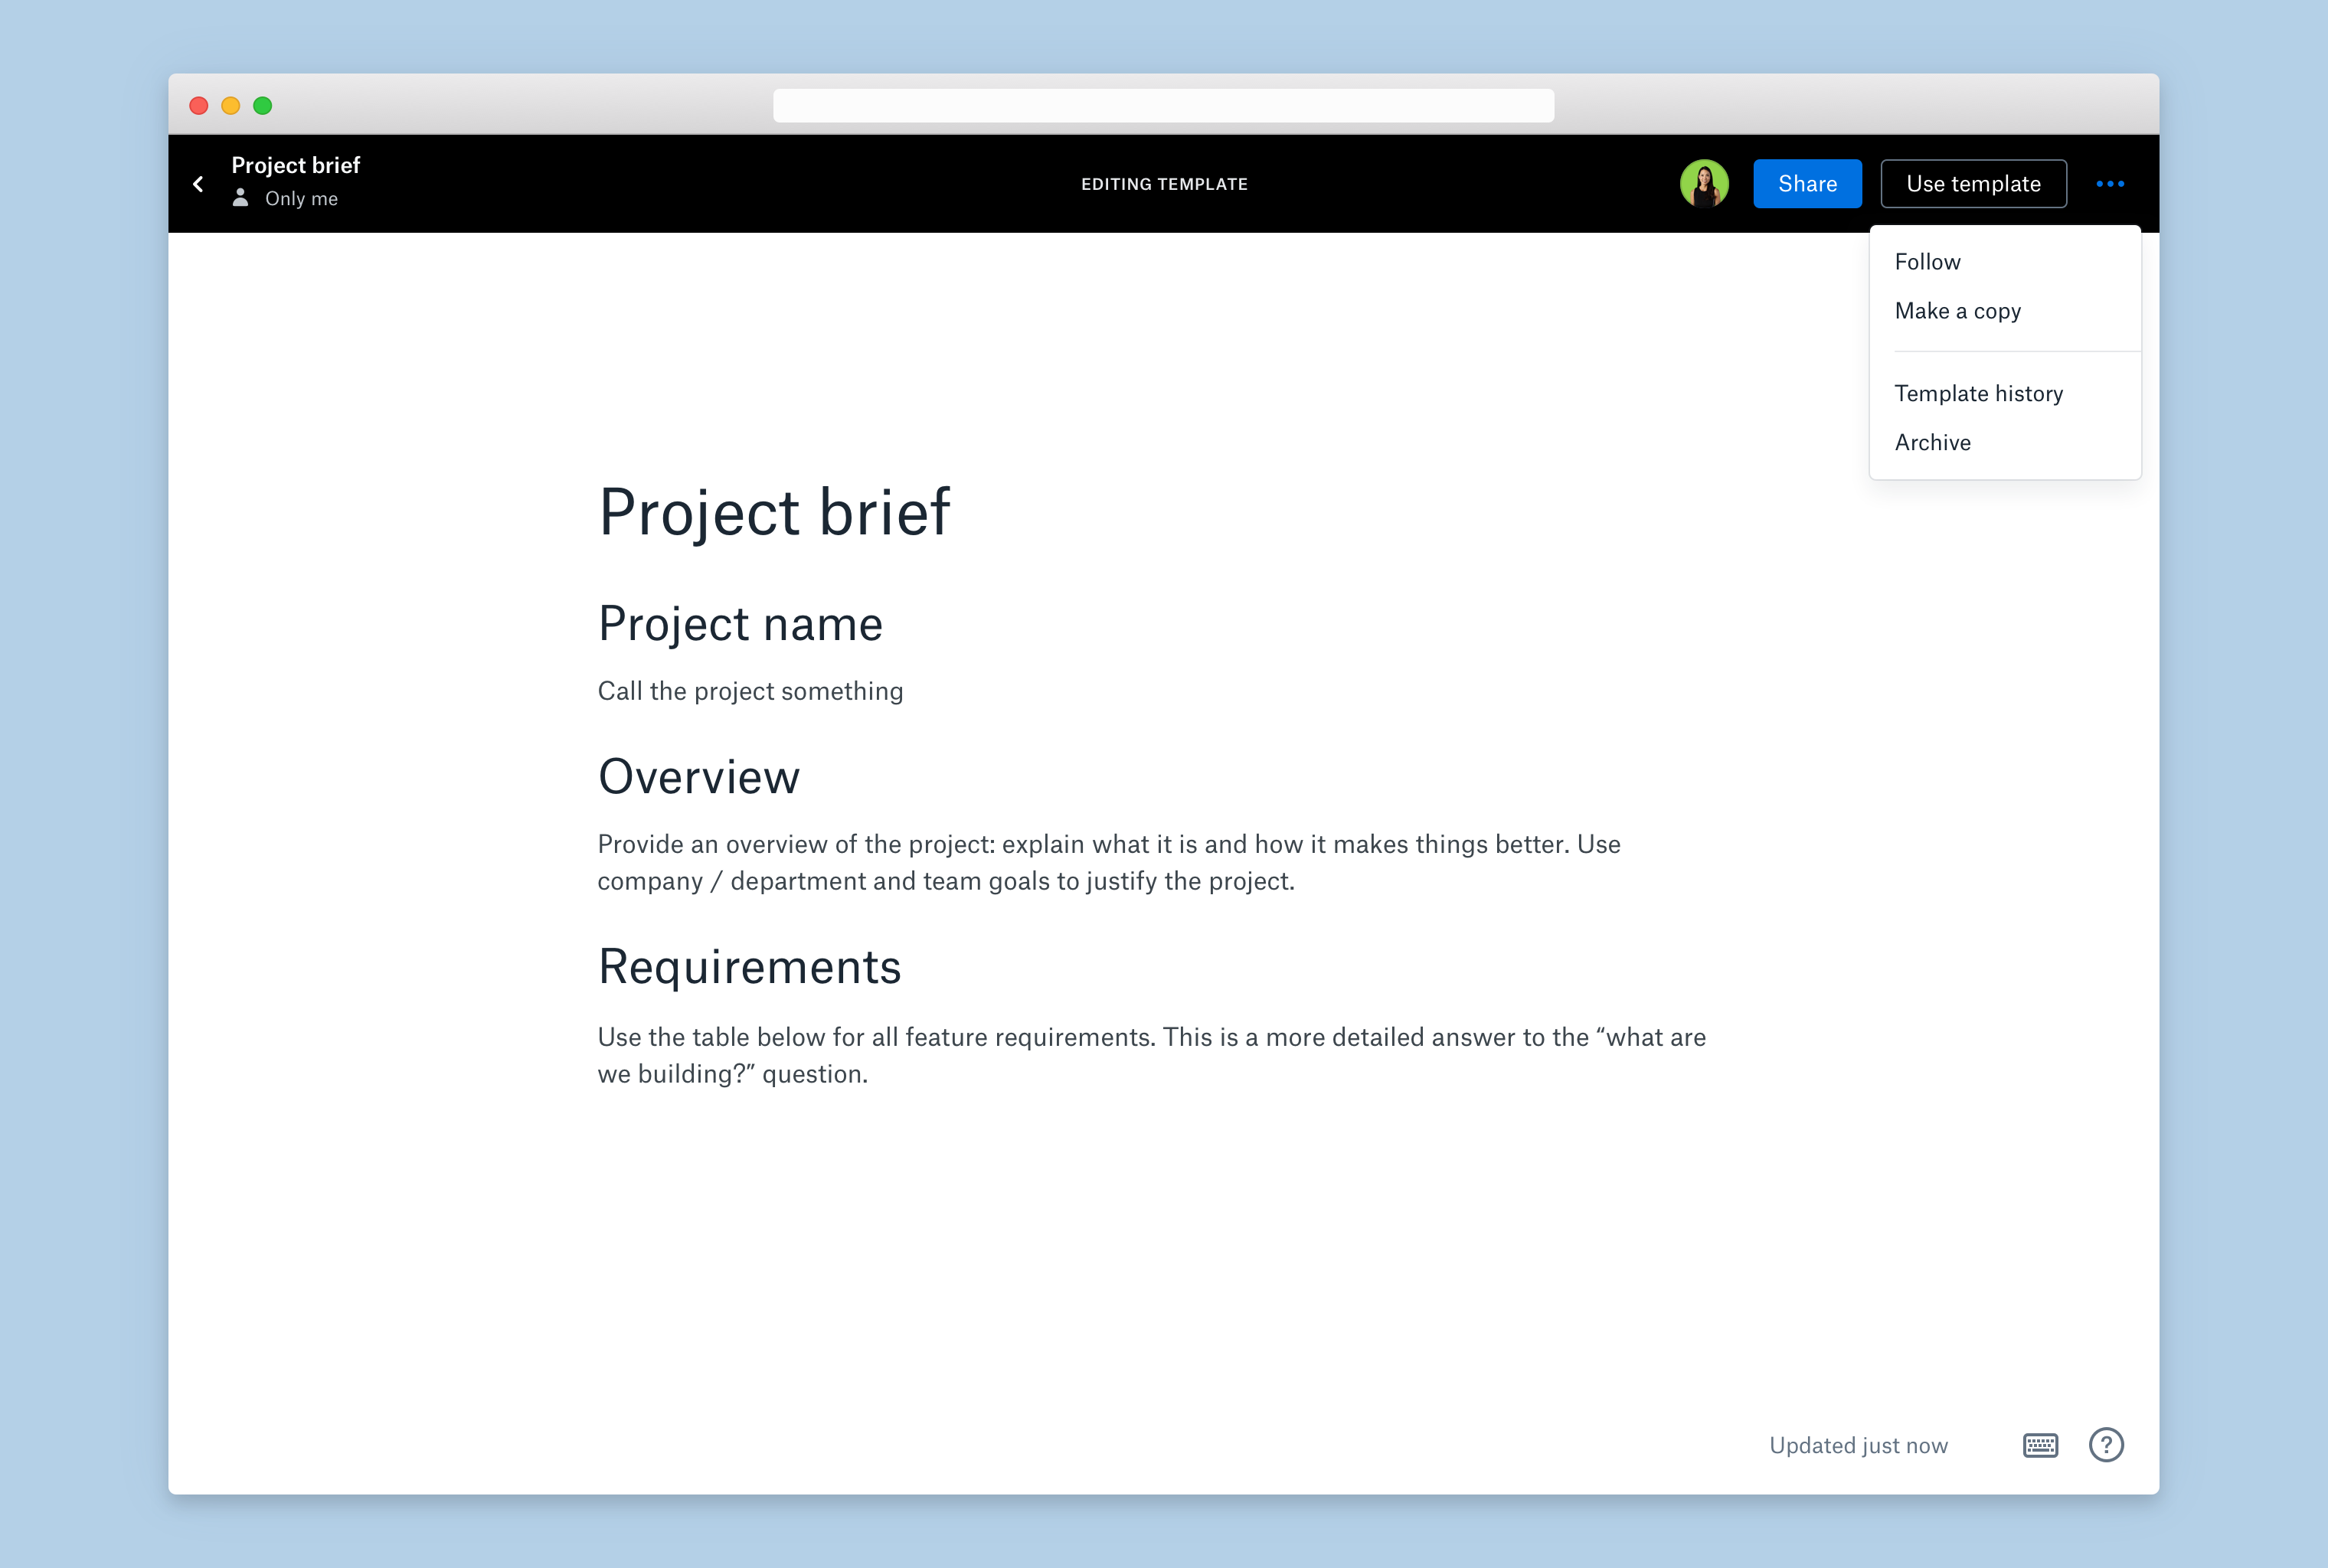 Project brief
Only me
EDITING TEMPLATE
Share
Use template
Follow
Make a copy
Template history
Archive
Project brief
Project name
Call the project something
Overview
Provide an overview of the project: explain what it is and how it makes things better. Use
company / department and team goals to justify the project.
Requirements
Use the table below for all feature requirements. This is a more detailed answer to the “what are
we building?” question.
Updated just now
?